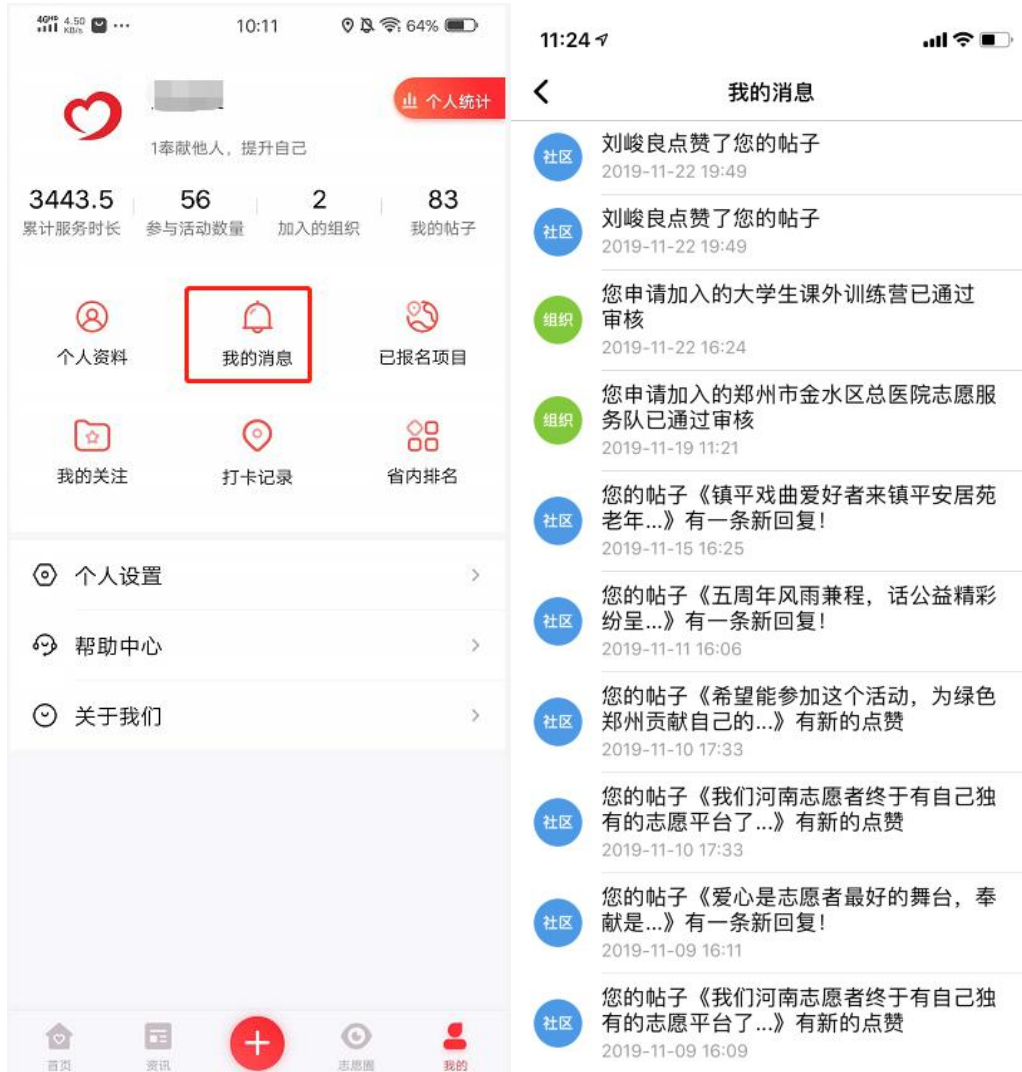 4GHD 4.50 KB/s ... 10:11 64%
个人统计
1奉献他人，提升自己
3443.5 56 2 83
累计服务时长 参与活动数量 加入的组织 我的帖子
个人资料 我的消息 已报名项目
我的关注 打卡记录 省内排名
个人设置
帮助中心
关于我们
首页 资讯 志愿圈 我的
11:24
我的消息
社区
刘峻良点赞了您的帖子
2019-11-22 19:49
社区
刘峻良点赞了您的帖子
2019-11-22 19:49
组织
您申请加入的大学生课外训练营已通过
审核
2019-11-22 16:24
组织
您申请加入的郑州市金水区总医院志愿服
务队已通过审核
2019-11-19 11:21
社区
您的帖子《镇平戏曲爱好者来镇平安居苑
老年...》有一条新回复！
2019-11-15 16:25
社区
您的帖子《五周年风雨兼程，话公益精彩
纷呈...》有一条新回复！
2019-11-11 16:06
社区
您的帖子《希望能参加这个活动，为绿色
郑州贡献自己的...》有新的点赞
2019-11-10 17:33
社区
您的帖子《我们河南志愿者终于有自己独
有的志愿平台了...》有新的点赞
2019-11-10 17:33
社区
您的帖子《爱心是志愿者最好的舞台，奉
献是...》有一条新回复！
2019-11-09 16:11
社区
您的帖子《我们河南志愿者终于有自己独
有的志愿平台了...》有新的点赞
2019-11-09 16:09